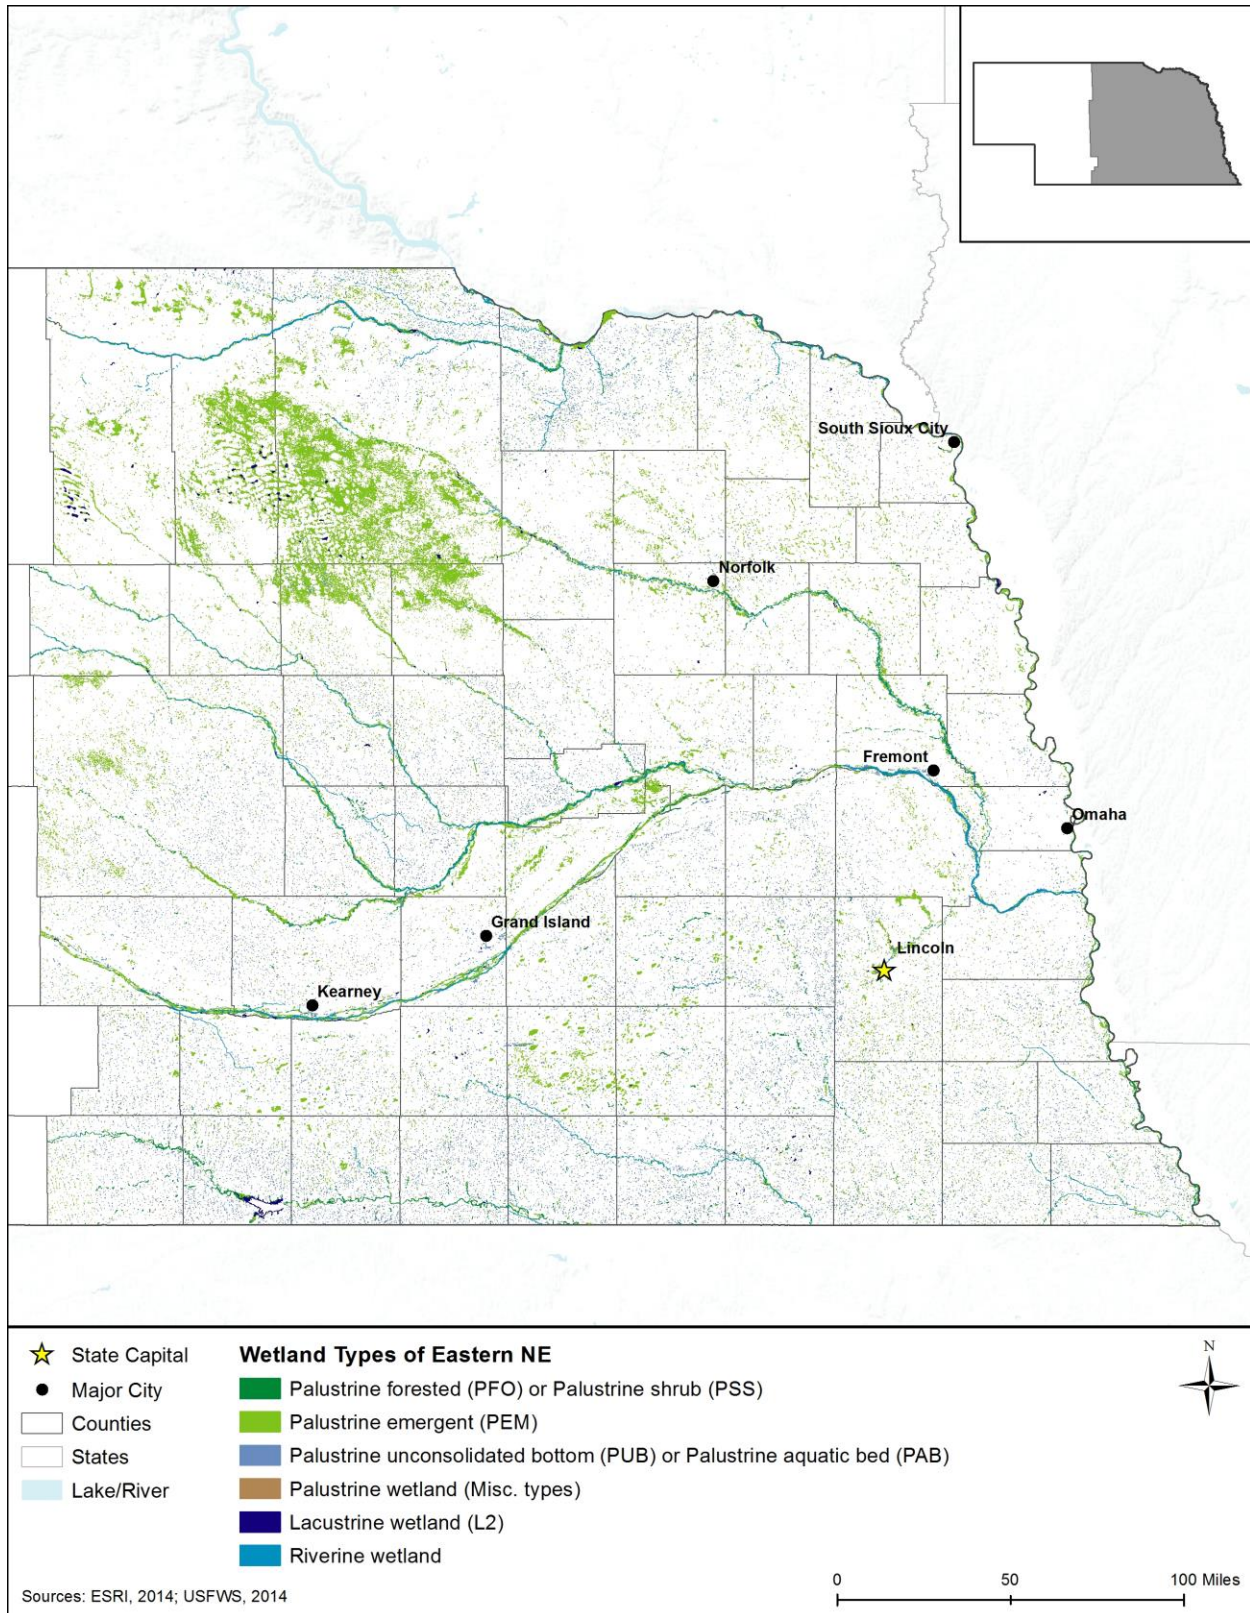 South Sioux City
Norfolk
Fremont
Omaha
Grand Island
Lincoln
Kearney
State Capital
Major City
Counties
States
Lake/River
Wetland Types of Eastern NE
Palustrine forested (PFO) or Palustrine shrub (PSS)
Palustrine emergent (PEM)
Palustrine unconsolidated bottom (PUB) or Palustrine aquatic bed (PAB)
Palustrine wetland (Misc. types)
Lacustrine wetland (L2)
Riverine wetland
N
Sources: ESRI, 2014; USFWS, 2014
0 50 100 Miles